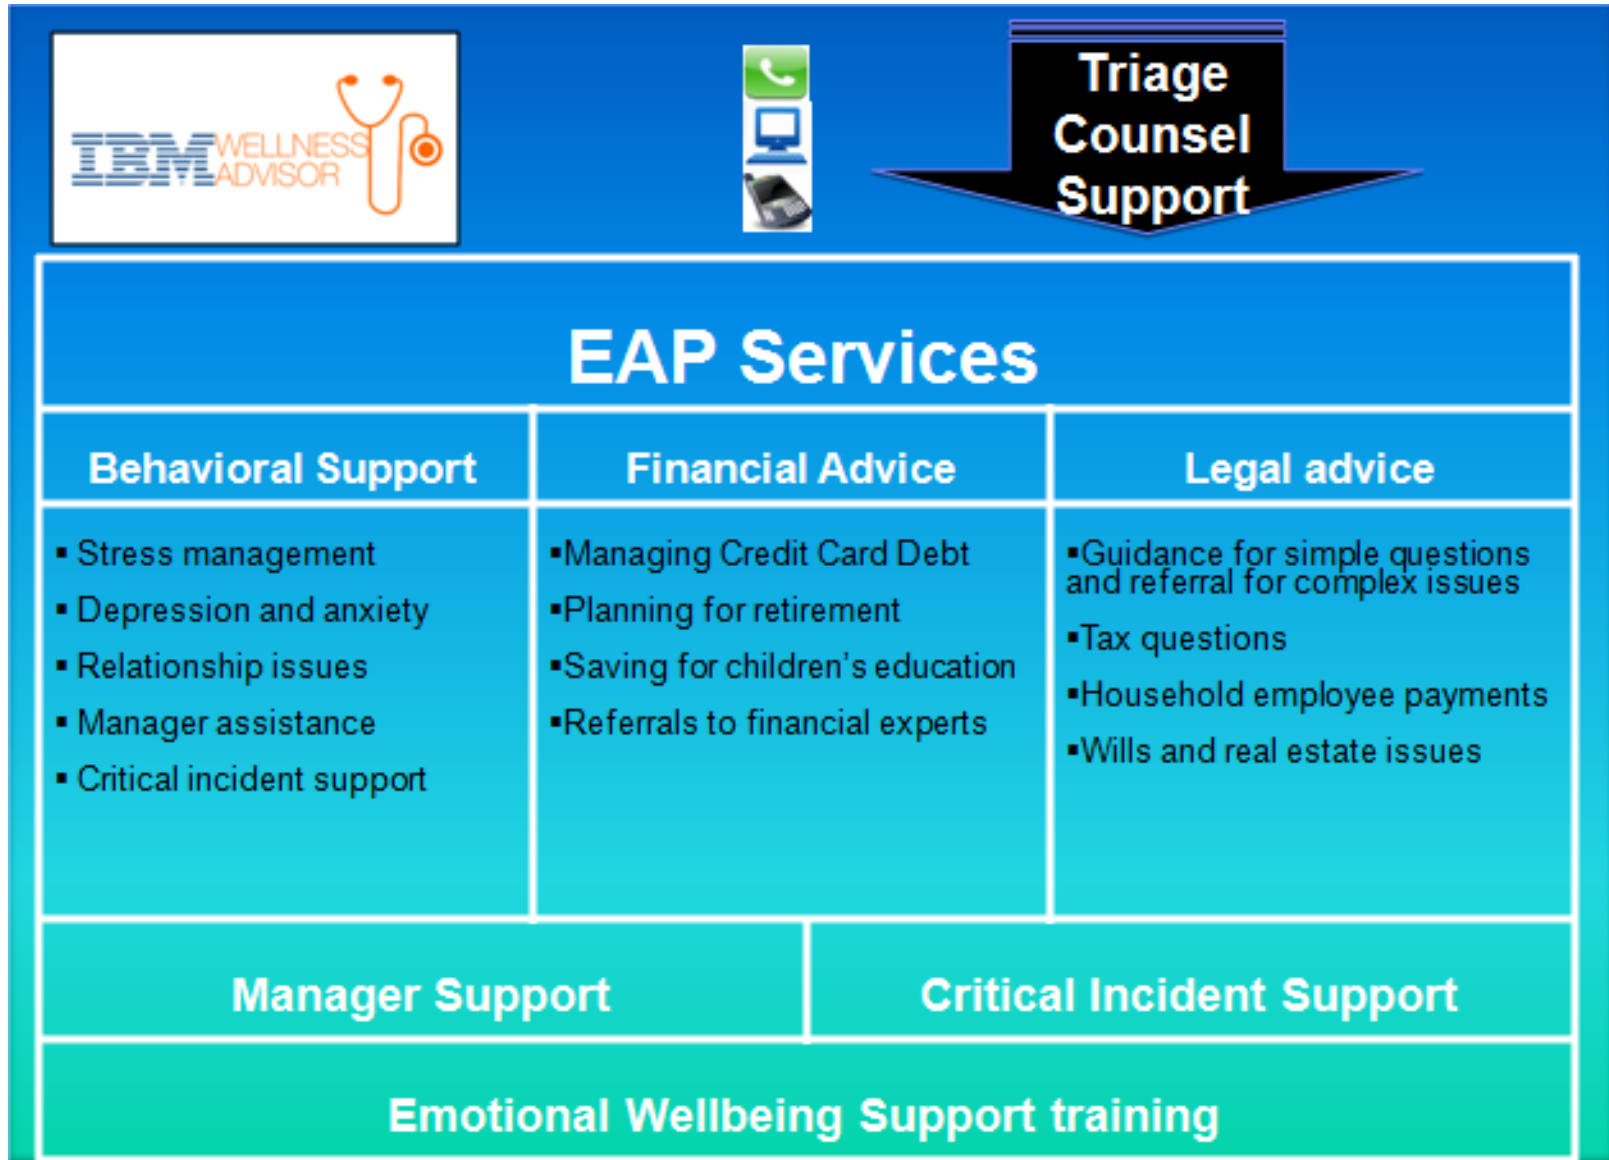 IBM WELLNESS
ADVISOR
Triage
Counsel
Support
EAP Services
Behavioral Support
Financial Advice
Legal advice
▪ Stress management
▪ Depression and anxiety
▪ Relationship issues
▪ Manager assistance
▪ Critical incident support
▪Managing Credit Card Debt
▪Planning for retirement
▪Saving for children’s education
▪Referrals to financial experts
▪Guidance for simple questions
and referral for complex issues
▪Tax questions
▪Household employee payments
▪Wills and real estate issues
Manager Support
Critical Incident Support
Emotional Wellbeing Support training